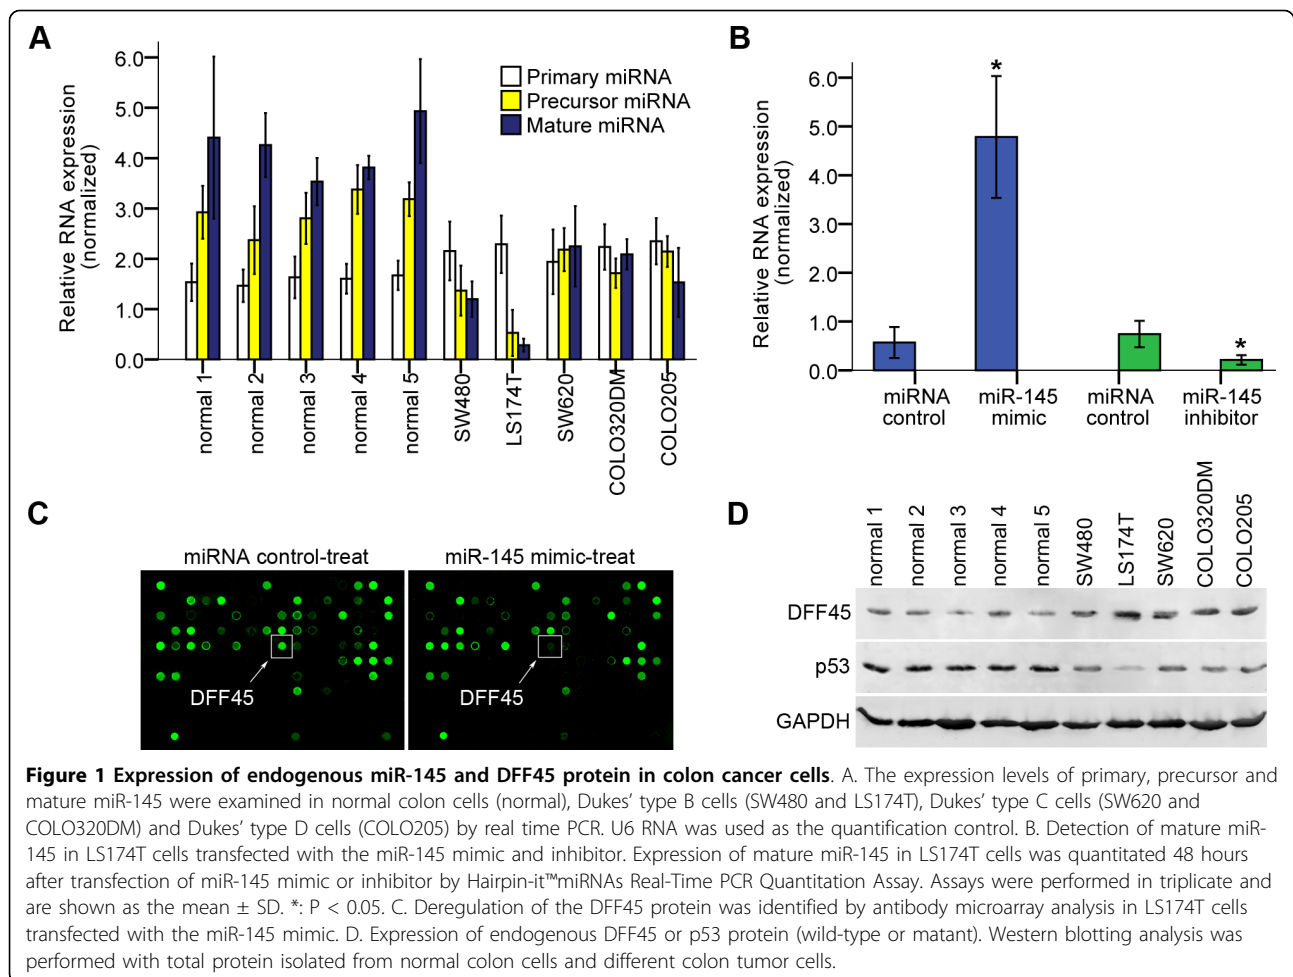 A
Relative RNA expression
(normalized)
6.0
5.0
4.0
3.0
2.0
1.0
0.0
Primary miRNA
Precursor miRNA
Mature miRNA
normal 1
normal 2
normal 3
normal 4
normal 5
SW480
LS174T
SW620
COLO320DM
COLO205
B
Relative RNA expression
(normalized)
6.0
5.0
4.0
3.0
2.0
1.0
0.0
*
*
miRNA
control
miR-145
mimic
miRNA
control
miR-145
inhibitor
C
miRNA control-treat
miR-145 mimic-treat
DFF45
DFF45
D
normal 1
normal 2
normal 3
normal 4
normal 5
SW480
LS174T
SW620
COLO320DM
COLO205
DFF45
p53
GAPDH
Figure 1 Expression of endogenous miR-145 and DFF45 protein in colon cancer cells. A. The expression levels of primary, precursor and
mature miR-145 were examined in normal colon cells (normal), Dukes' type B cells (SW480 and LS174T), Dukes' type C cells (SW620 and
COLO320DM) and Dukes' type D cells (COLO205) by real time PCR. U6 RNA was used as the quantification control. B. Detection of mature miR-
145 in LS174T cells transfected with the miR-145 mimic and inhibitor. Expression of mature miR-145 in LS174T cells was quantitated 48 hours
after transfection of miR-145 mimic or inhibitor by Hairpin-it™miRNAs Real-Time PCR Quantitation Assay. Assays were performed in triplicate and
are shown as the mean ± SD. *: P < 0.05. C. Deregulation of the DFF45 protein was identified by antibody microarray analysis in LS174T cells
transfected with the miR-145 mimic. D. Expression of endogenous DFF45 or p53 protein (wild-type or matant). Western blotting analysis was
performed with total protein isolated from normal colon cells and different colon tumor cells.